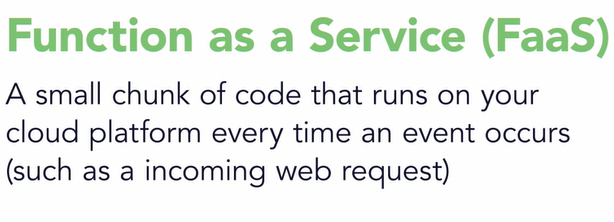 Function as a Service (FaaS)
A small chunk of code that runs on your
cloud platform every time an event occurs
(such as a incoming web request)